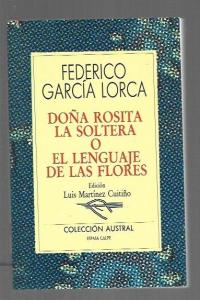 FEDERICO
GARCÍA LORCA
DOÑA ROSITA
LA SOLTERA
O
EL LENGUAJE
DE LAS FLORES
Edición
Luis Martínez Cuitiño
COLECCIÓN AUSTRAL
ESPASA CALPE